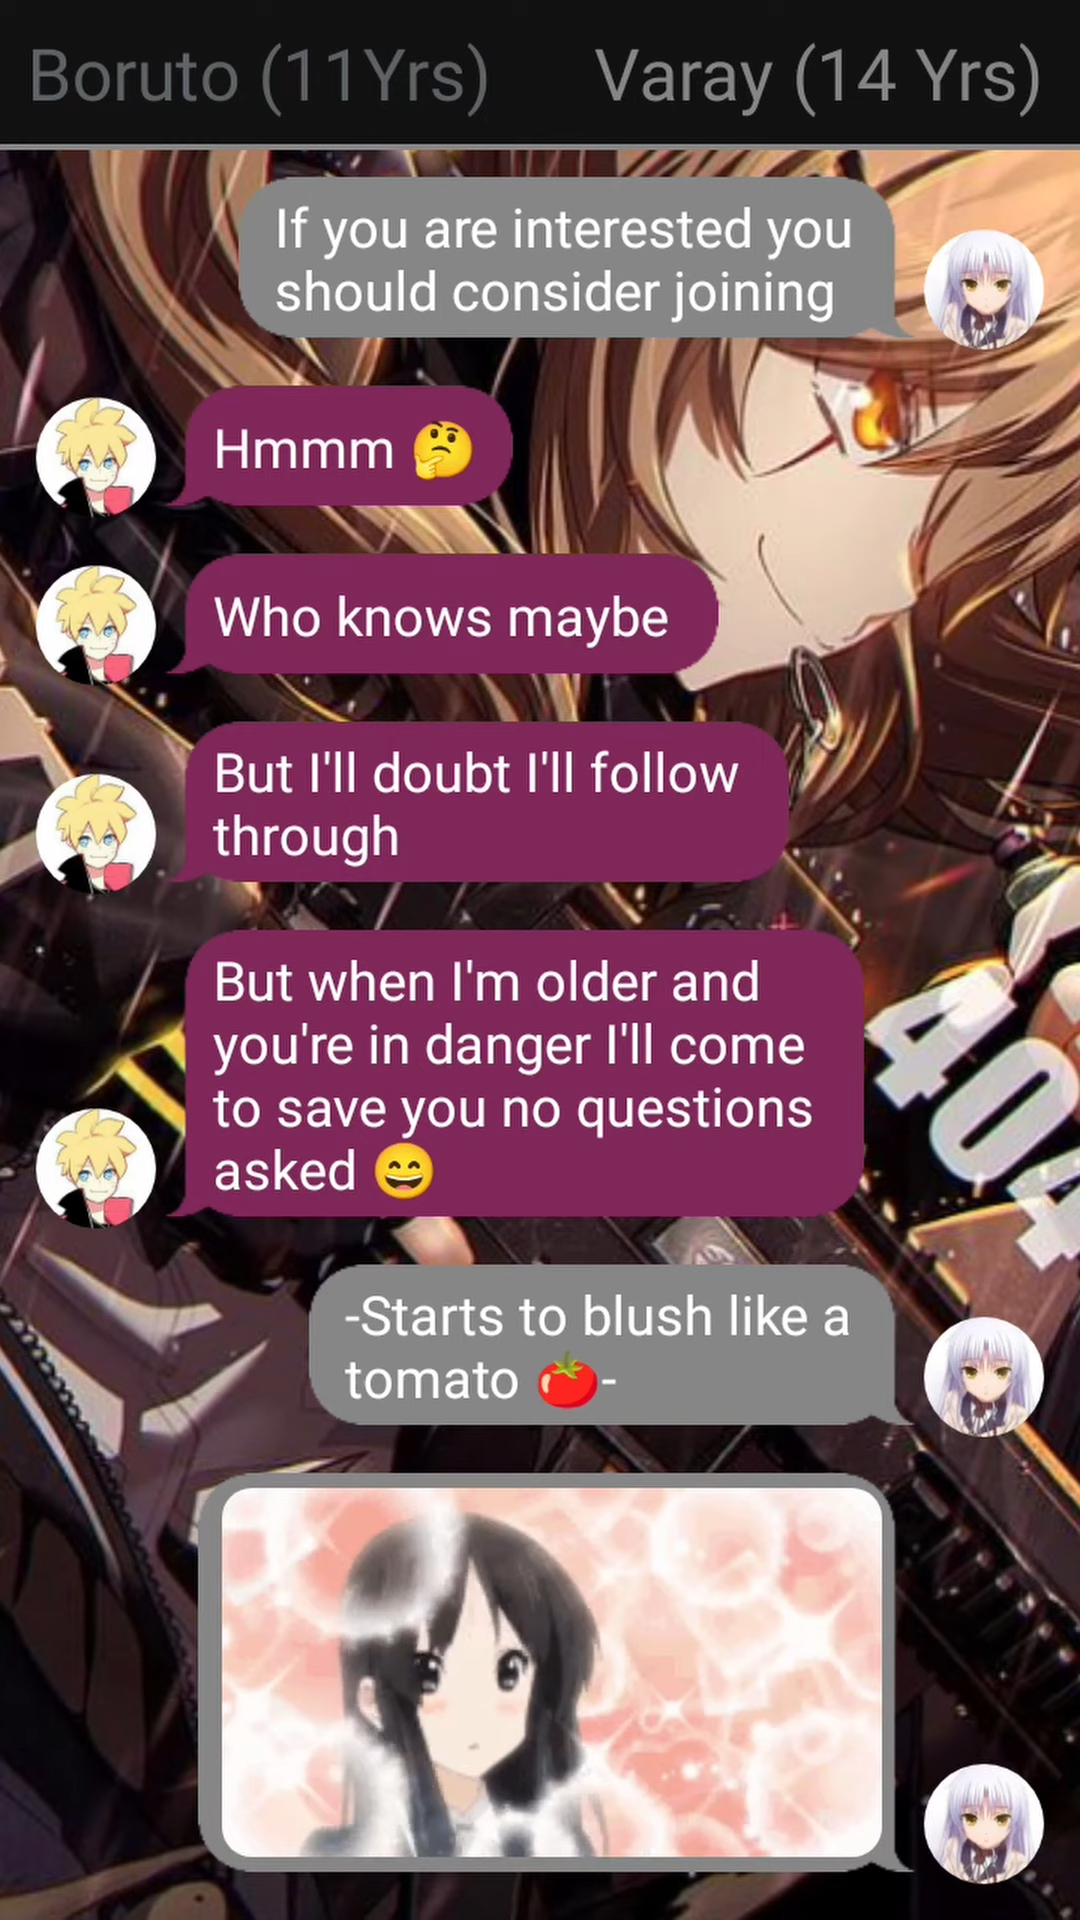 Boruto (11Yrs) Varay (14 Yrs)
If you are interested you
should consider joining
Hmmm 🤔
Who knows maybe
But I'll doubt I'll follow
through
But when I'm older and
you're in danger I'll come
to save you no questions
asked 😄
404
-Starts to blush like a
tomato 🍅-